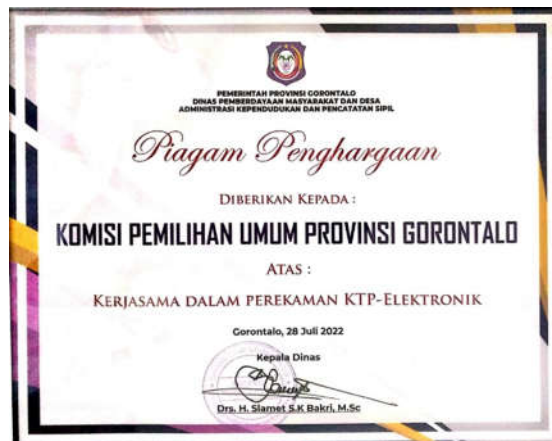 PEMERINTAH PROVINSI GORONTALO
DINAS PEMBERDAYAAN MASYARAKAT DAN DESA
ADMINISTRASI KEPENDUDUKAN DAN PENCATATAN SIPIL
Piagam Penghargaan
DIBERIKAN KEPADA :
KOMISI PEMILIHAN UMUM PROVINSI GORONTALO
ATAS :
KERJASAMA DALAM PEREKAMAN KTP-ELEKTRONIK
Gorontalo, 28 Juli 2022
Kepala Dinas
Drs. H. Slamet S.K Bakri, M.Sc